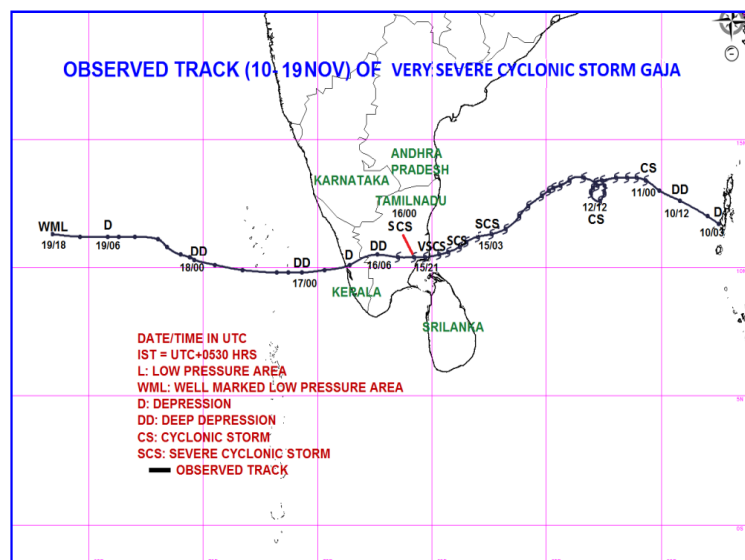 OBSERVED TRACK (10-19 NOV) OF VERY SEVERE CYCLONIC STORM GAJA
15N
ANDHRA
PRADESH
KARNATAKA
TAMILNADU
16/00
SCS
CS
11/00
DD
10/12
D
10/03
12/12
CS
WML
19/18
D
19/06
DD
18/00
DD
17/00
D
DD
16/06
VSCS
15/21
SCS
SCS
15/03
KERALA
SRILANKA
DATE/TIME IN UTC
IST = UTC+0530 HRS
L: LOW PRESSURE AREA
WML: WELL MARKED LOW PRESSURE AREA
D: DEPRESSION
DD: DEEP DEPRESSION
CS: CYCLONIC STORM
SCS: SEVERE CYCLONIC STORM
OBSERVED TRACK